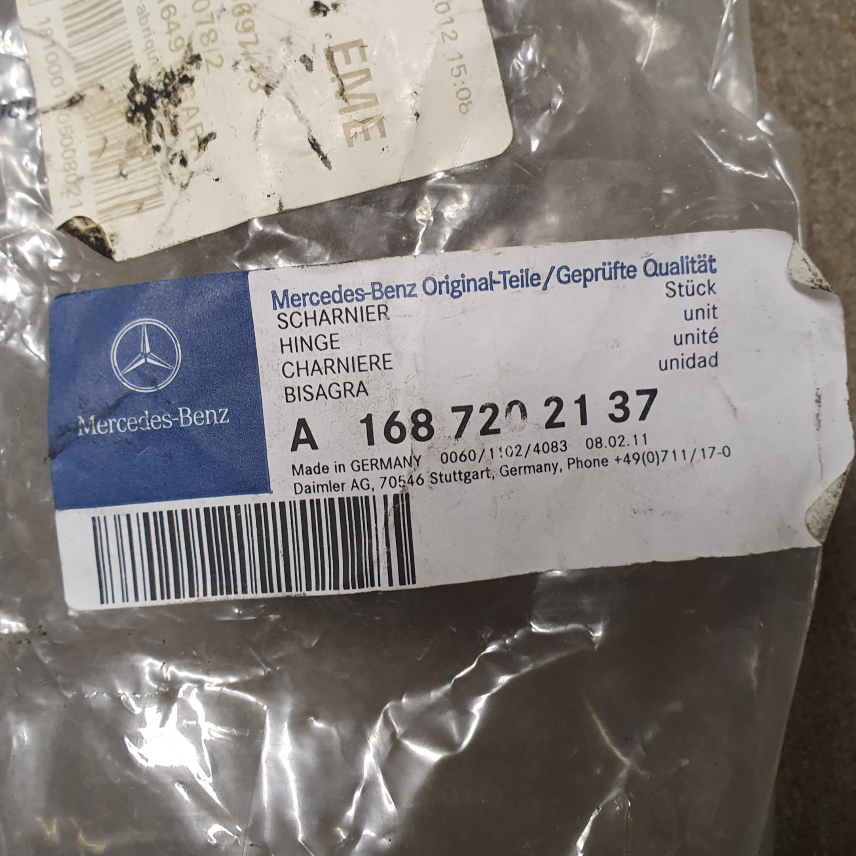 2012 15:08
EME
Mercedes-Benz
Mercedes-Benz Original-Teile/Geprüfte Qualität
SCHARNIER Stück
HINGE unit
CHARNIERE unité
BISAGRA unidad
A 168 720 21 37
Made in GERMANY 0060/1102/4083 08.02.11
Daimler AG, 70546 Stuttgart, Germany, Phone +49(0)711/17-0